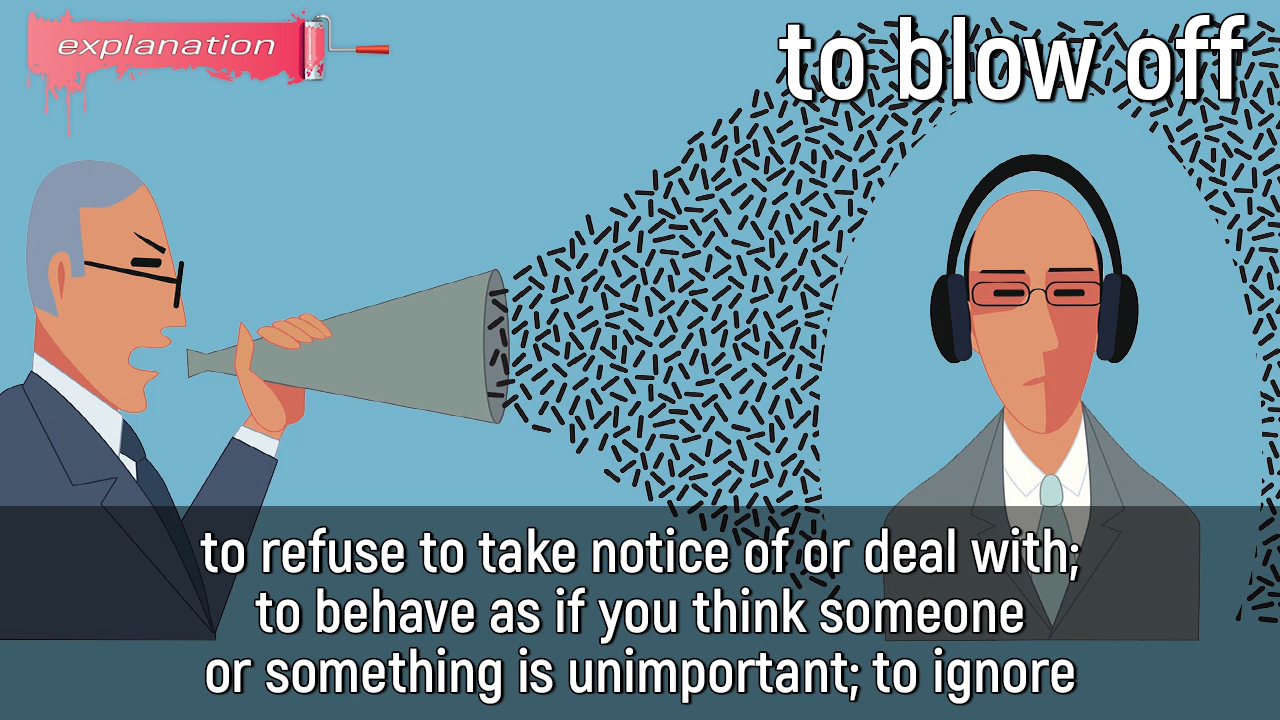 explanation
to blow off
to refuse to take notice of or deal with;
to behave as if you think someone
or something is unimportant; to ignore